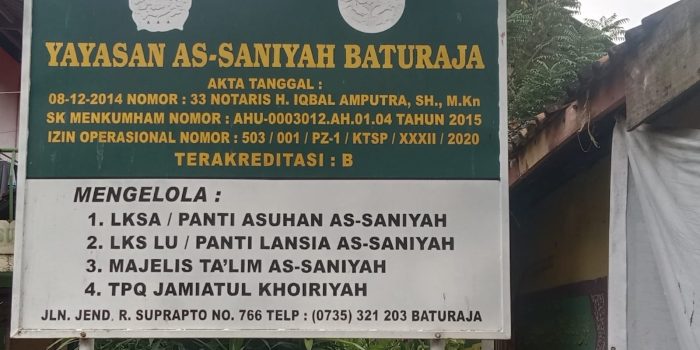 YAYASAN AS-SANIYAH BATURAJA
AKTA TANGGAL :
08-12-2014 NOMOR : 33 NOTARIS H. IQBAL AMPUTRA, SH., M.Kn
SK MENKUMHAM NOMOR : AHU-0003012.AH.01.04 TAHUN 2015
IZIN OPERASIONAL NOMOR : 503 / 001 / PZ-1 / KTSP / XXXII / 2020
TERAKREDITASI : B
MENGELOLA :
1. LKSA / PANTI ASUHAN AS-SANIYAH
2. LKS LU / PANTI LANSIA AS-SANIYAH
3. MAJELIS TA'LIM AS-SANIYAH
4. TPQ JAMIATUL KHOIRIYAH
JLN. JEND. R. SUPRAPTO NO. 766 TELP : (0735) 321 203 BATURAJA